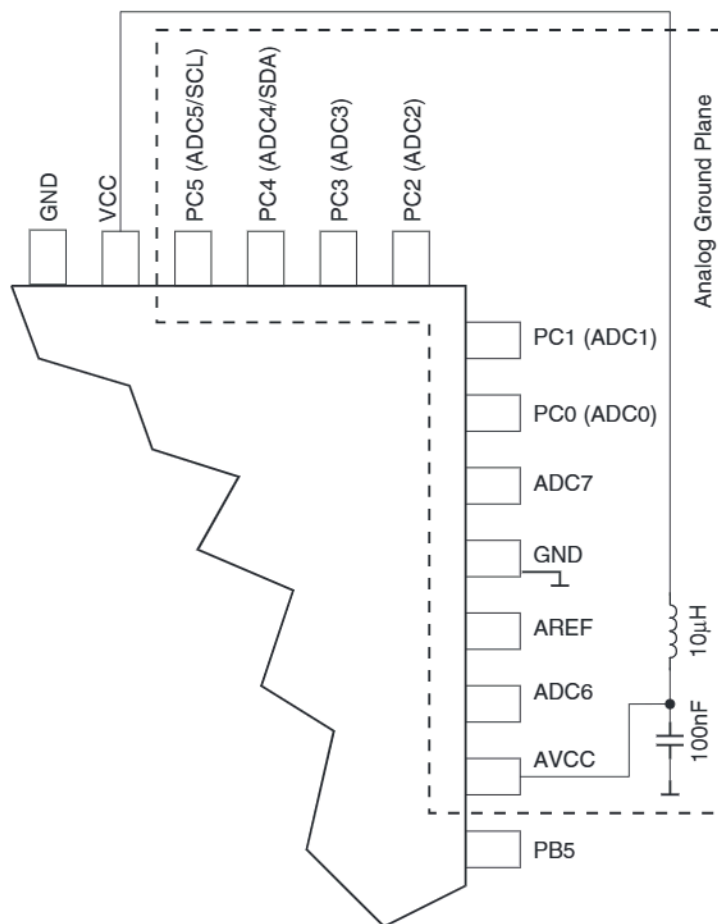 GND
VCC
PC5 (ADC5/SCL)
PC4 (ADC4/SDA)
PC3 (ADC3)
PC2 (ADC2)
Analog Ground Plane
PC1 (ADC1)
PC0 (ADC0)
ADC7
GND
AREF
10μH
ADC6
100nF
AVCC
PB5